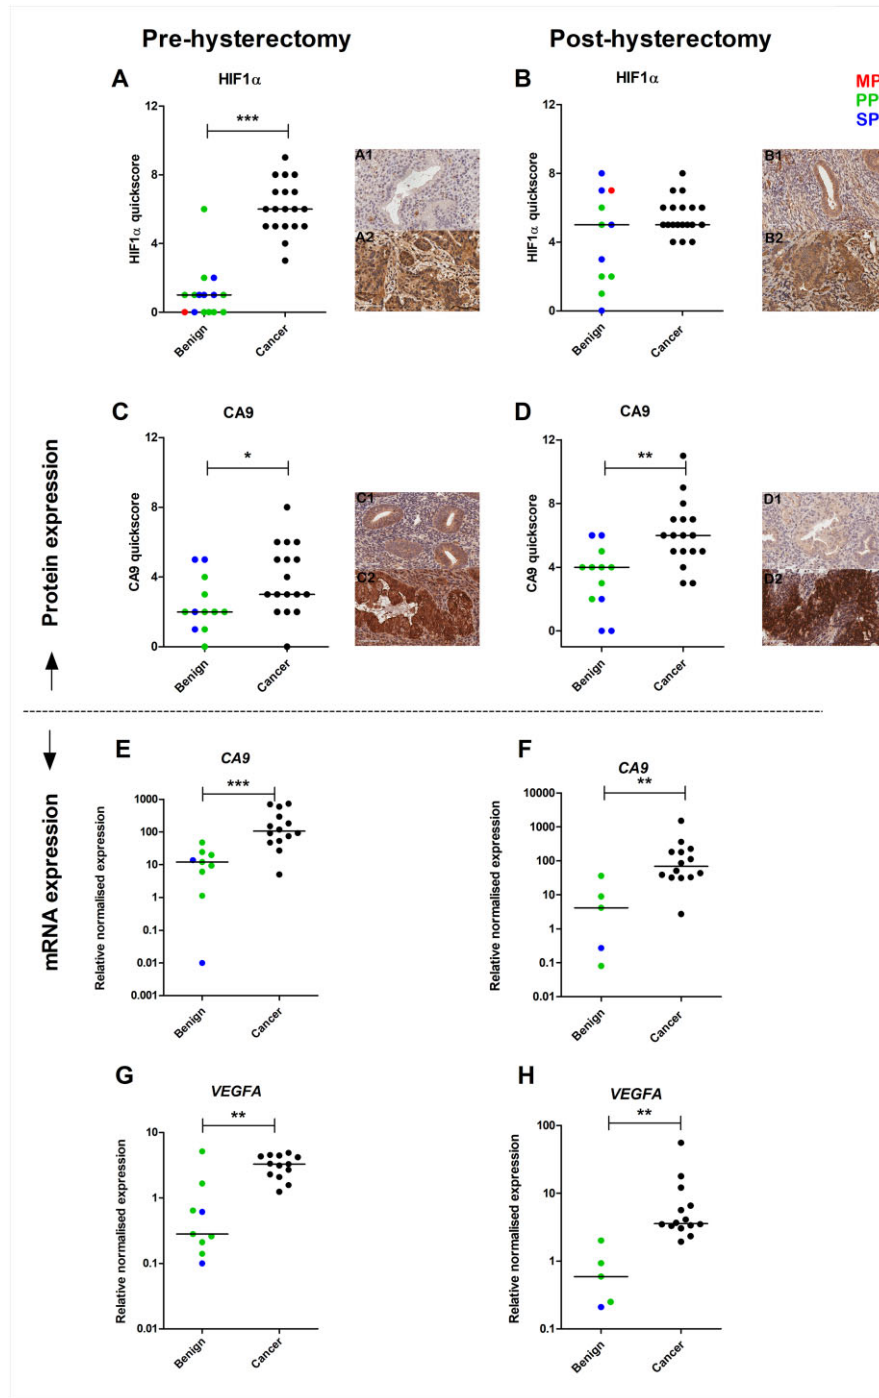 Pre-hysterectomy
Post-hysterectomy
A
HIF1α
12
8
4
0
HIF1α quickscore
***
Benign
Cancer
A1
A2
B
HIF1α
12
8
4
0
HIF1α quickscore
Benign
Cancer
B1
B2
MP
PP
SP
Protein expression
C
CA9
12
8
4
0
CA9 quickscore
*
Benign
Cancer
C1
C2
D
CA9
12
8
4
0
CA9 quickscore
**
Benign
Cancer
D1
D2
mRNA expression
E
CA9
1000
100
10
1
0.1
0.01
0.001
Relative normalised expression
***
Benign
Cancer
F
CA9
10000
1000
100
10
1
0.1
0.01
Relative normalised expression
**
Benign
Cancer
G
VEGFA
10
1
0.1
0.01
Relative normalised expression
**
Benign
Cancer
H
VEGFA
100
10
1
0.1
Relative normalised expression
**
Benign
Cancer